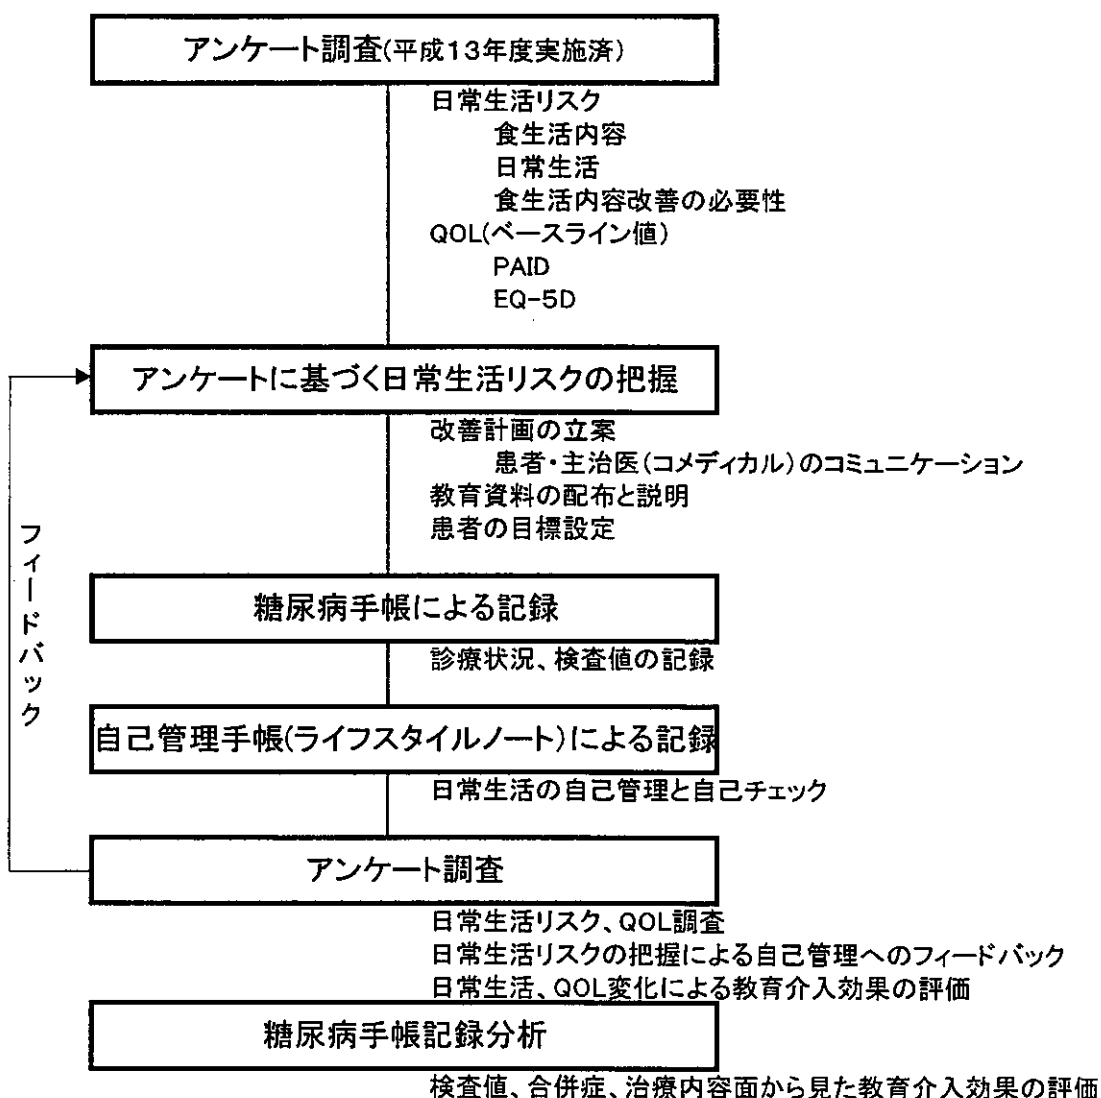 アンケート調査(平成13年度実施済)
日常生活リスク
食生活内容
日常生活
食生活内容改善の必要性
QOL(ベースライン値)
PAID
EQ-5D
アンケートに基づく日常生活リスクの把握
改善計画の立案
患者・主治医(コメディカル)のコミュニケーション
教育資料の配布と説明
患者の目標設定
フィードバック
糖尿病手帳による記録
診療状況、検査値の記録
自己管理手帳(ライフスタイルノート)による記録
日常生活の自己管理と自己チェック
アンケート調査
日常生活リスク、QOL調査
日常生活リスクの把握による自己管理へのフィードバック
日常生活、QOL変化による教育介入効果の評価
糖尿病手帳記録分析
検査値、合併症、治療内容面から見た教育介入効果の評価